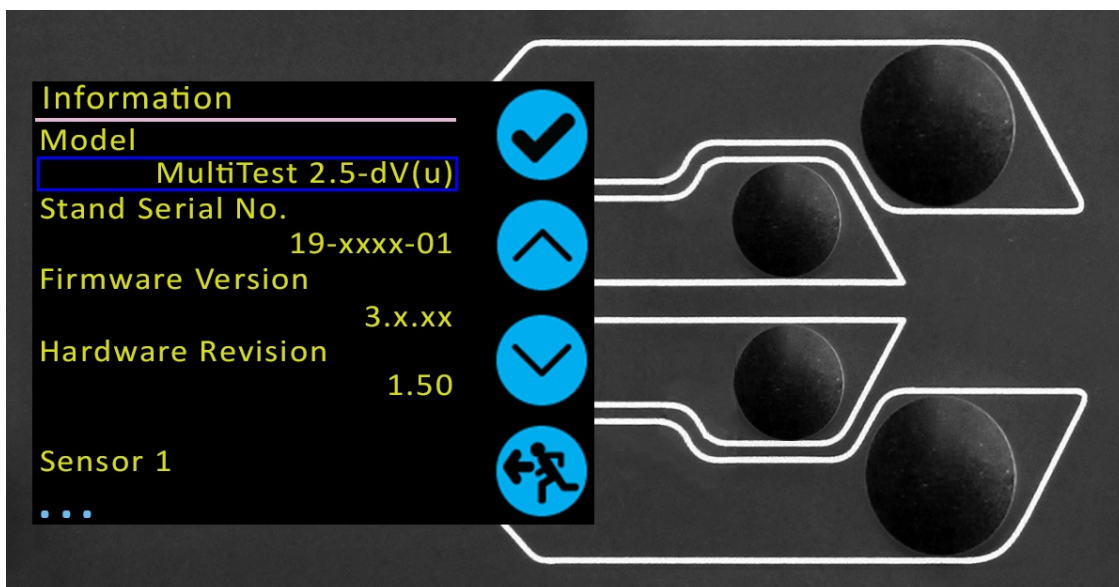 Information
Model
MultiTest 2.5-dV(u)
Stand Serial No.
19-xxxx-01
Firmware Version
3.x.xx
Hardware Revision
1.50
Sensor 1
...